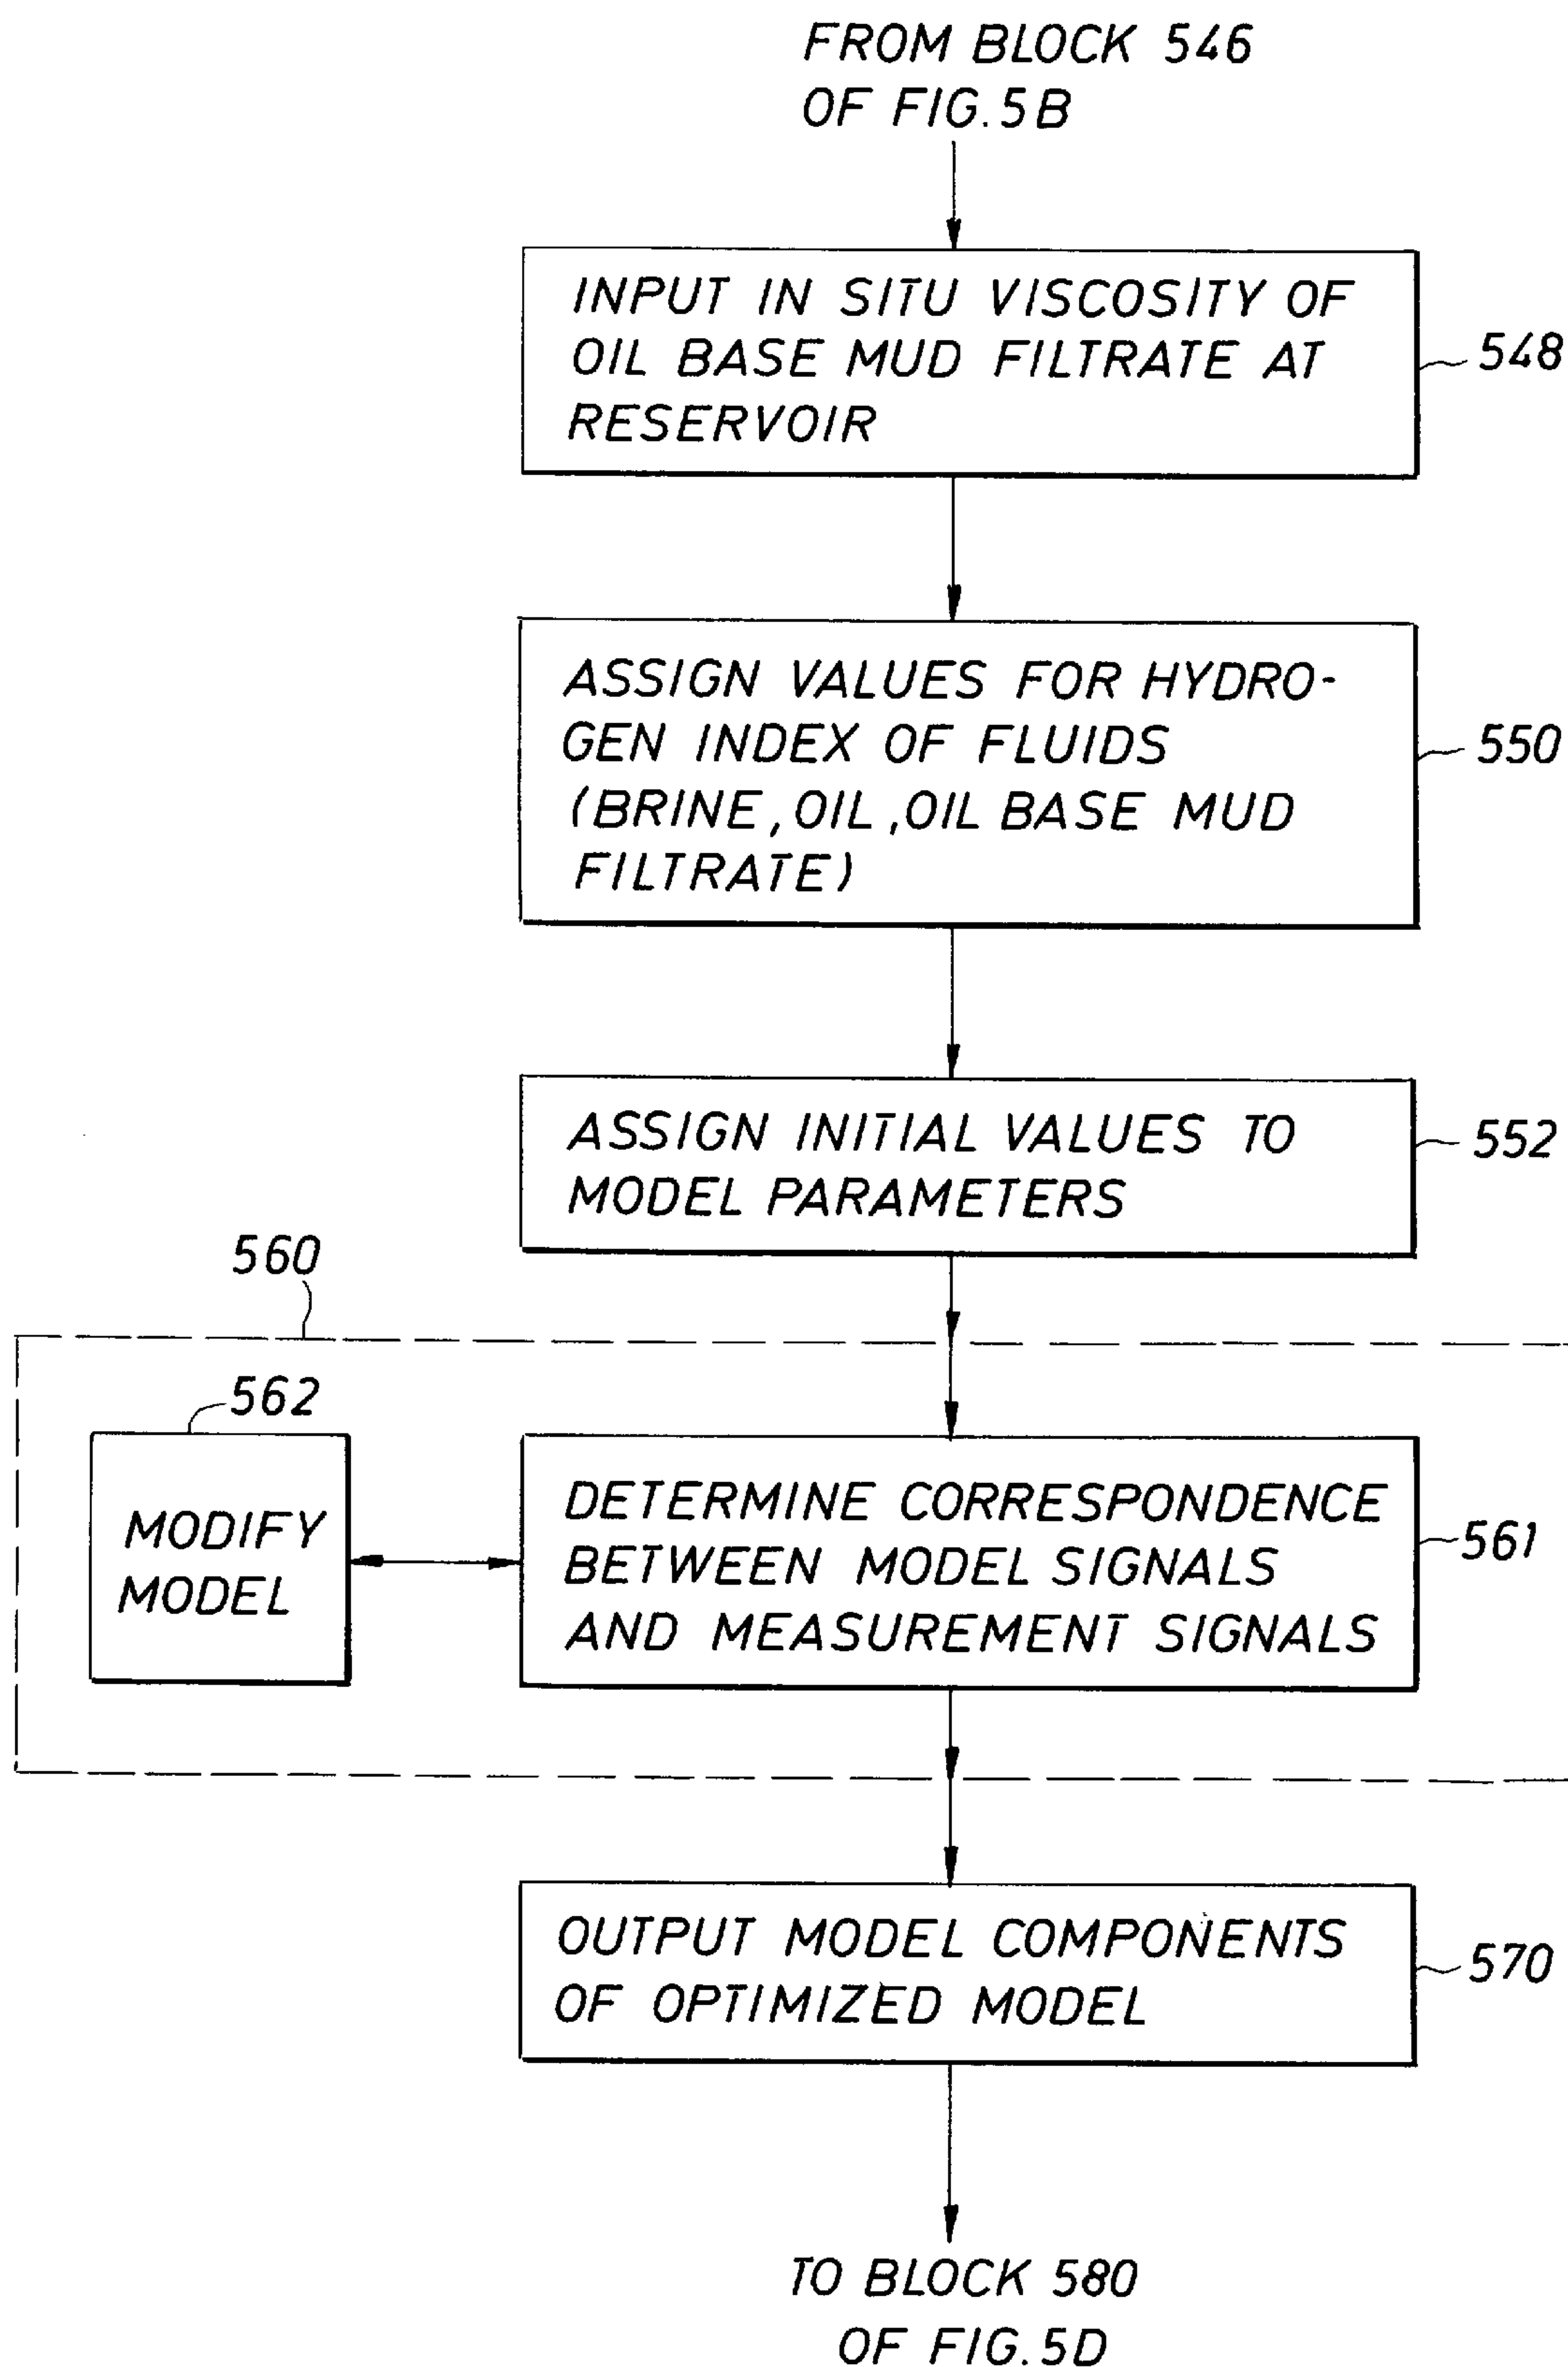 FROM BLOCK 546
OF FIG. 5B
INPUT IN SITU VISCOSITY OF
OIL BASE MUD FILTRATE AT
RESERVOIR
548
ASSIGN VALUES FOR HYDRO-
GEN INDEX OF FLUIDS
(BRINE, OIL, OIL BASE MUD
FILTRATE)
550
ASSIGN INITIAL VALUES TO
MODEL PARAMETERS
552
560
562
MODIFY
MODEL
DETERMINE CORRESPONDENCE
BETWEEN MODEL SIGNALS
AND MEASUREMENT SIGNALS
561
OUTPUT MODEL COMPONENTS
OF OPTIMIZED MODEL
570
TO BLOCK 580
OF FIG. 5D